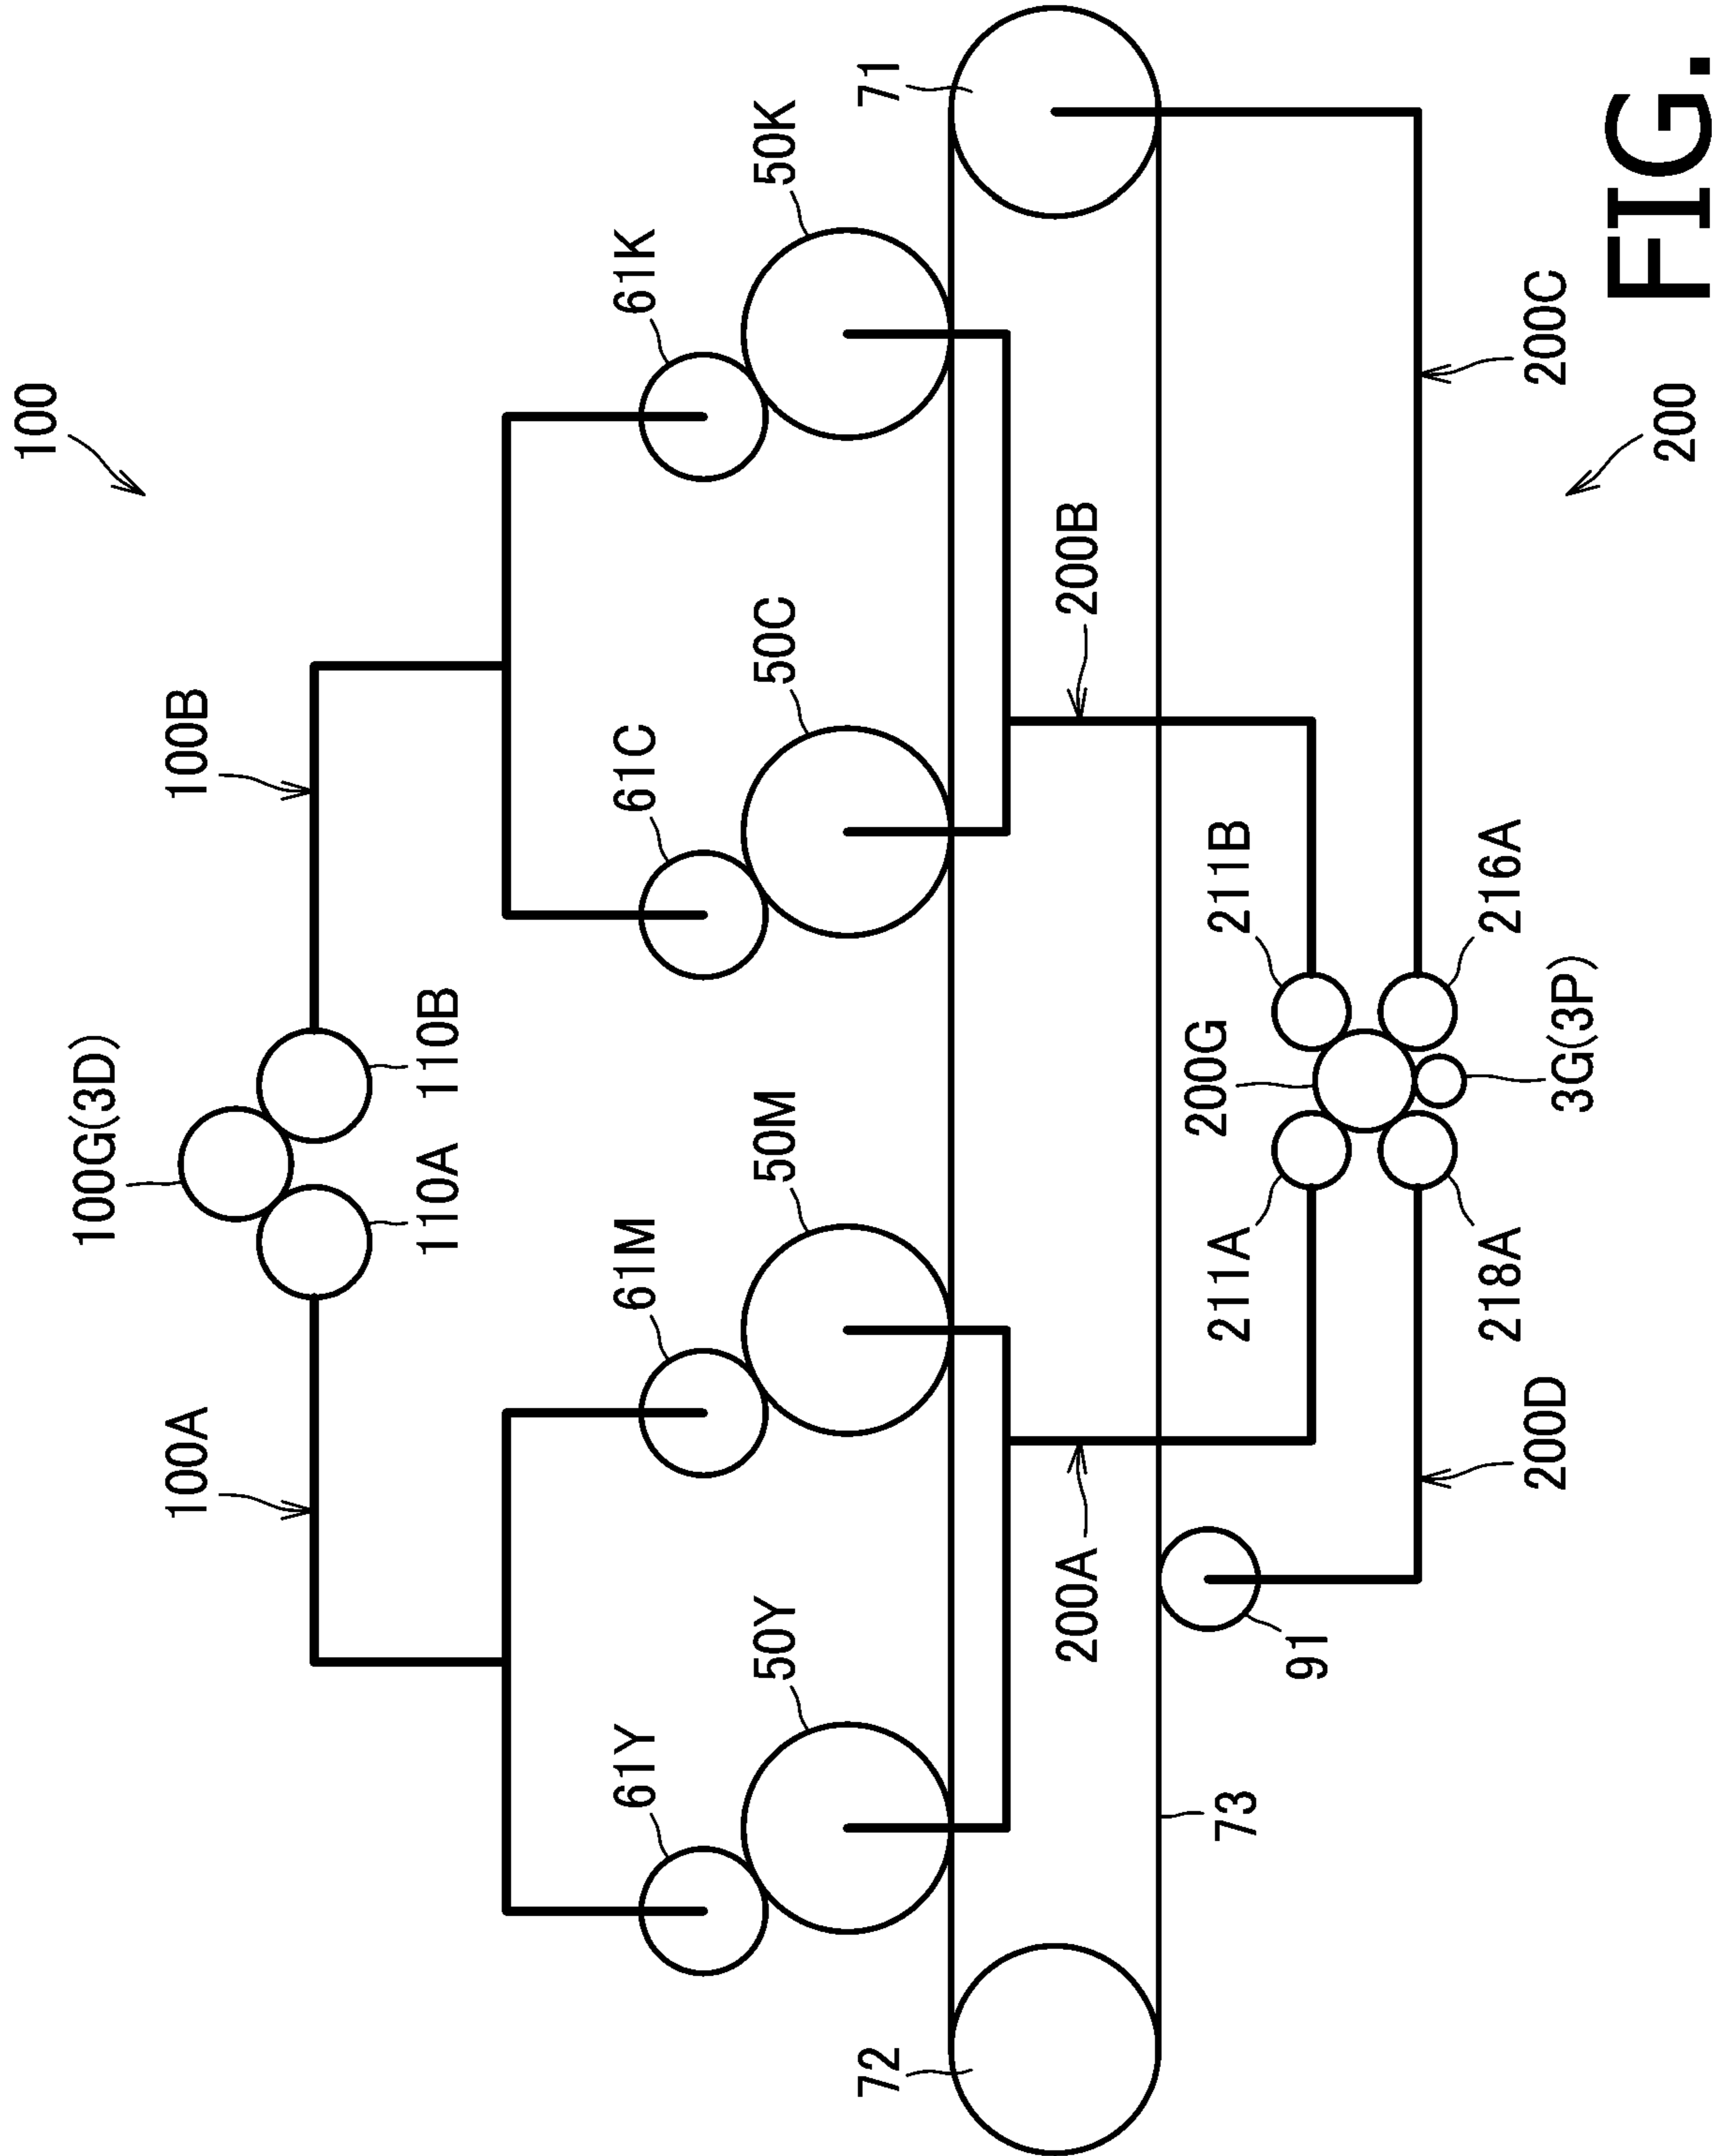 100
100G(3D)
100A
100B
110A
110B
61Y
61M
61C
61K
50Y
50M
50C
50K
72
71
200A
200B
73
91
211A
200G
211B
218A
216A
200D
3G(3P)
200C
200
FIG.